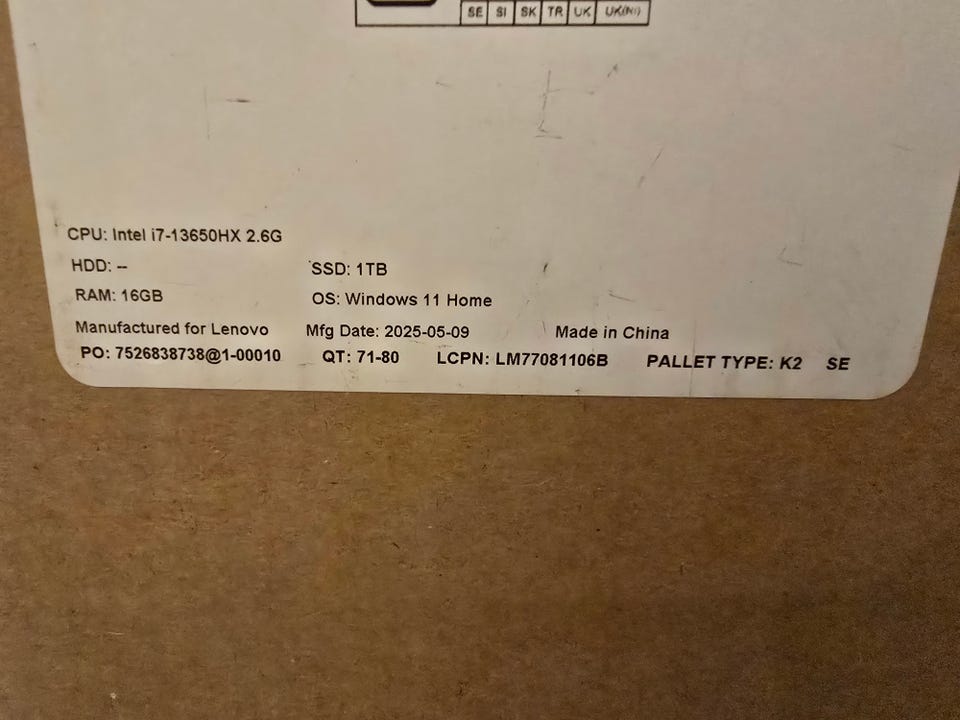 SE SI SK TR UK UK(NI)
CPU: Intel i7-13650HX 2.6G
HDD: --
SSD: 1TB
RAM: 16GB
OS: Windows 11 Home
Manufactured for Lenovo Mfg Date: 2025-05-09 Made in China
PO: 7526838738@1-00010 QT: 71-80 LCPN: LM77081106B PALLET TYPE: K2 SE